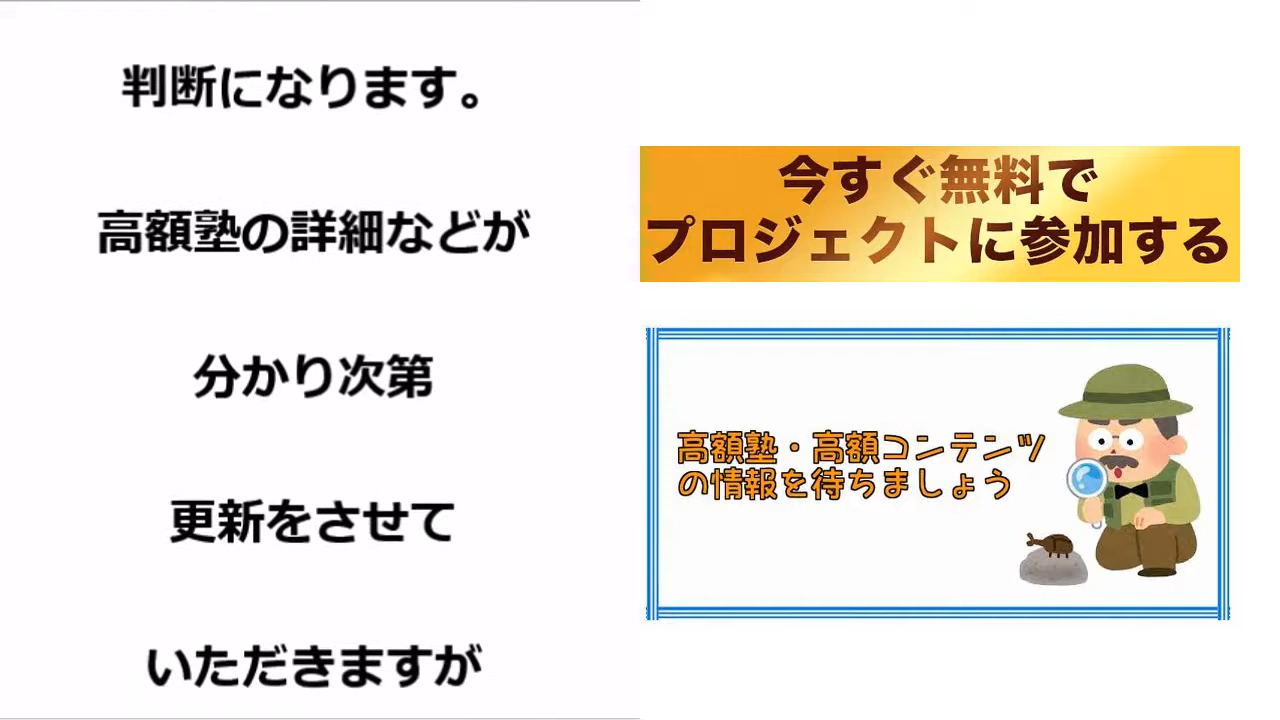 判断になります。
高額塾の詳細などが
分かり次第
更新をさせて
いただきますが
今すぐ無料で
プロジェクトに参加する
高額塾・高額コンテンツ
の情報を待ちましょう